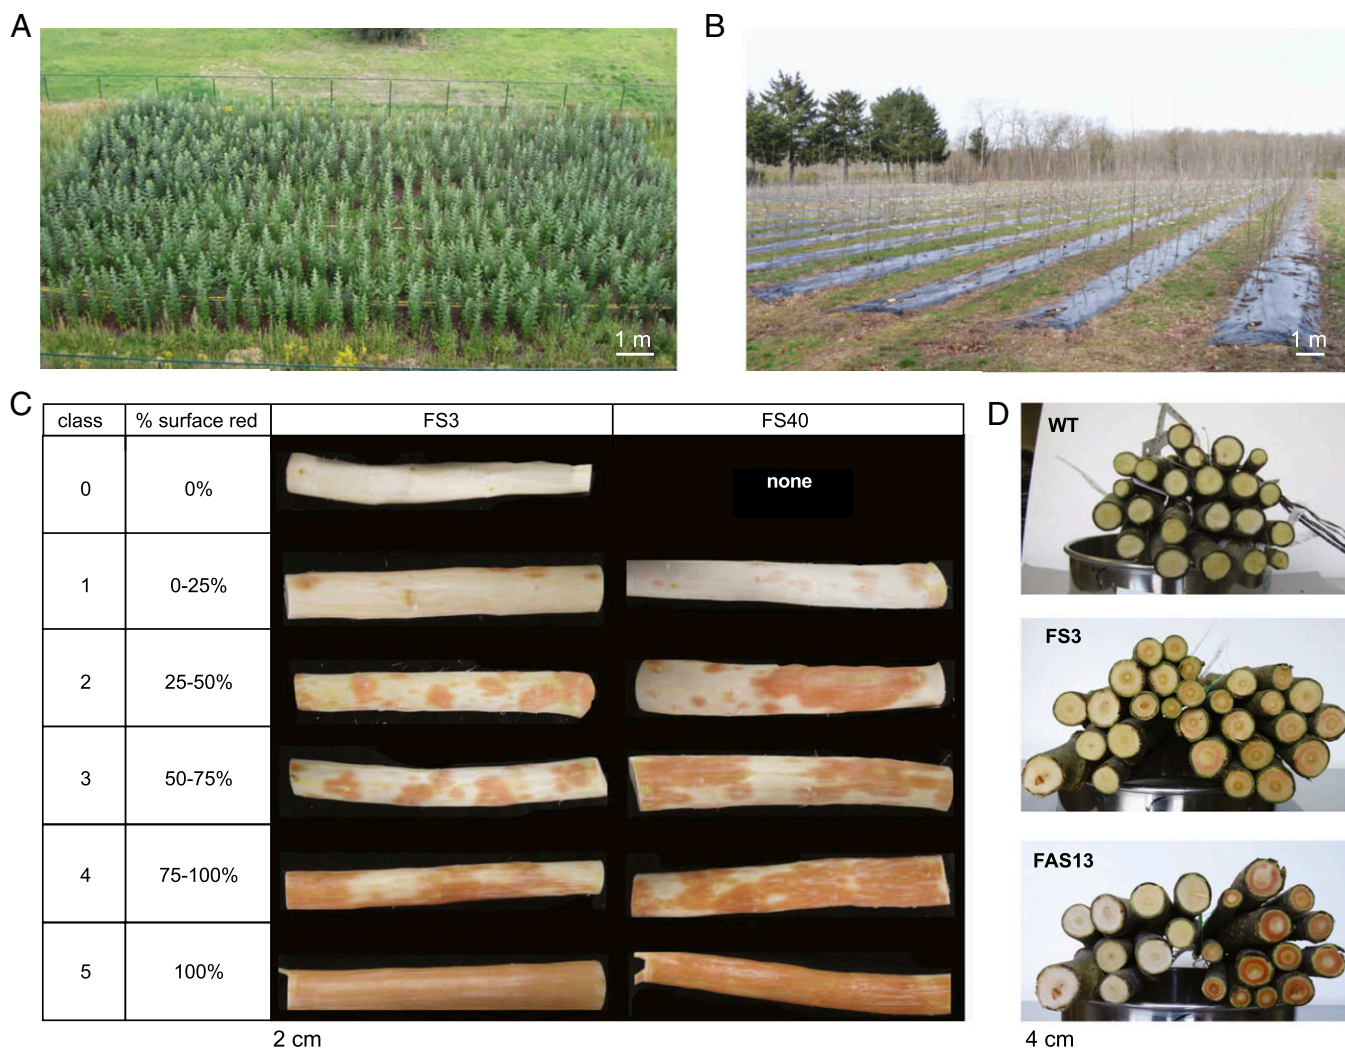 A
B
1 m
1 m
C
class
% surface red
FS3
FS40
0
0%
none
1
0-25%
2
25-50%
3
50-75%
4
75-100%
5
100%
2 cm
D
WT
FS3
FAS13
4 cm